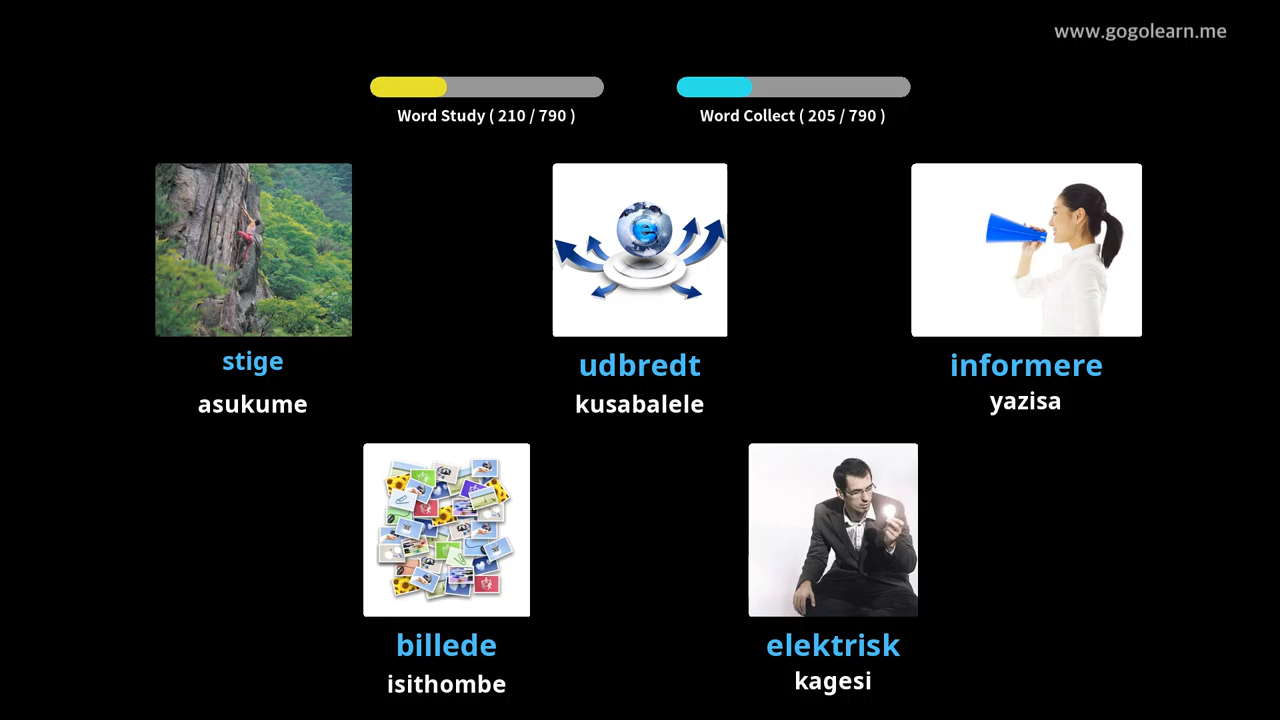 www.gogolearn.me
Word Study ( 210 / 790 )
Word Collect ( 205 / 790 )
stige
asukume
udbredt
kusabalele
informere
yazisa
billede
isithombe
elektrisk
kagesi